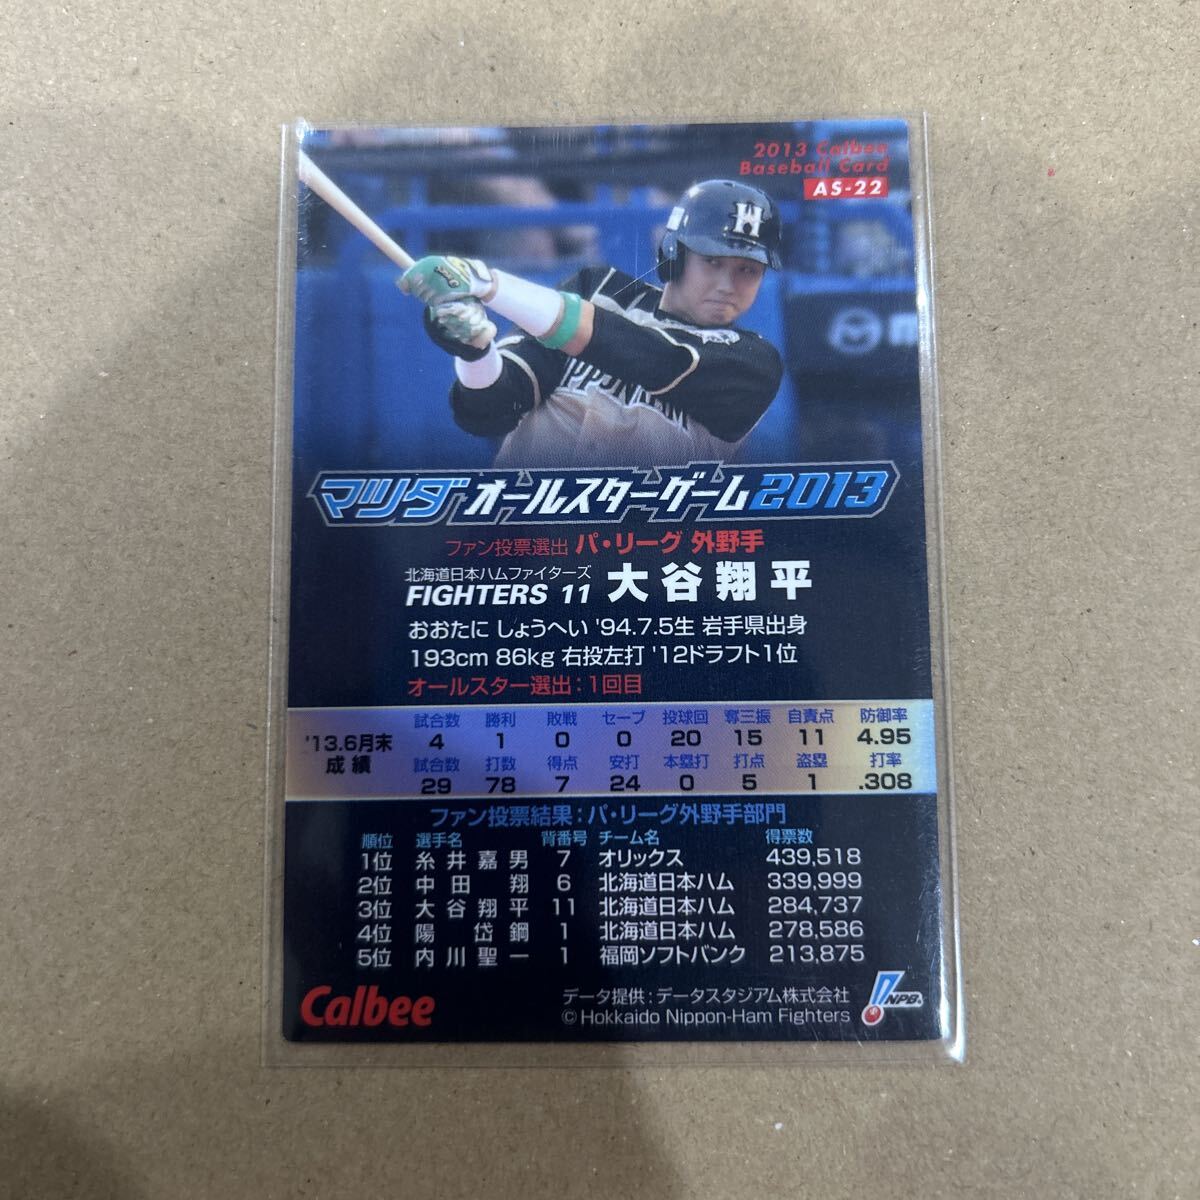 2013 Calbee
Baseball Card
AS-22
マツダオールスターゲーム2013
ファン投票選出 パ・リーグ 外野手
北海道日本ハムファイターズ
FIGHTERS 11 大谷翔平
おおたに しょうへい '94.7.5生 岩手県出身
193cm 86kg 右投左打 '12ドラフト1位
オールスター選出:1回目
'13.6月末
成績
試合数 勝利 敗戦 セーブ 投球回 奪三振 自責点 防御率
4 1 0 0 20 15 11 4.95
試合数 打数 得点 安打 本塁打 打点 盗塁 打率
29 78 7 24 0 5 1 .308
ファン投票結果:パ・リーグ外野手部門
順位 選手名 背番号 チーム名 得票数
1位 糸井嘉男 7 オリックス 439,518
2位 中田 翔 6 北海道日本ハム 339,999
3位 大谷翔平 11 北海道日本ハム 284,737
4位 陽 岱鋼 1 北海道日本ハム 278,586
5位 内川聖一 1 福岡ソフトバンク 213,875
Calbee
データ提供:データスタジアム株式会社
©Hokkaido Nippon-Ham Fighters
NPB